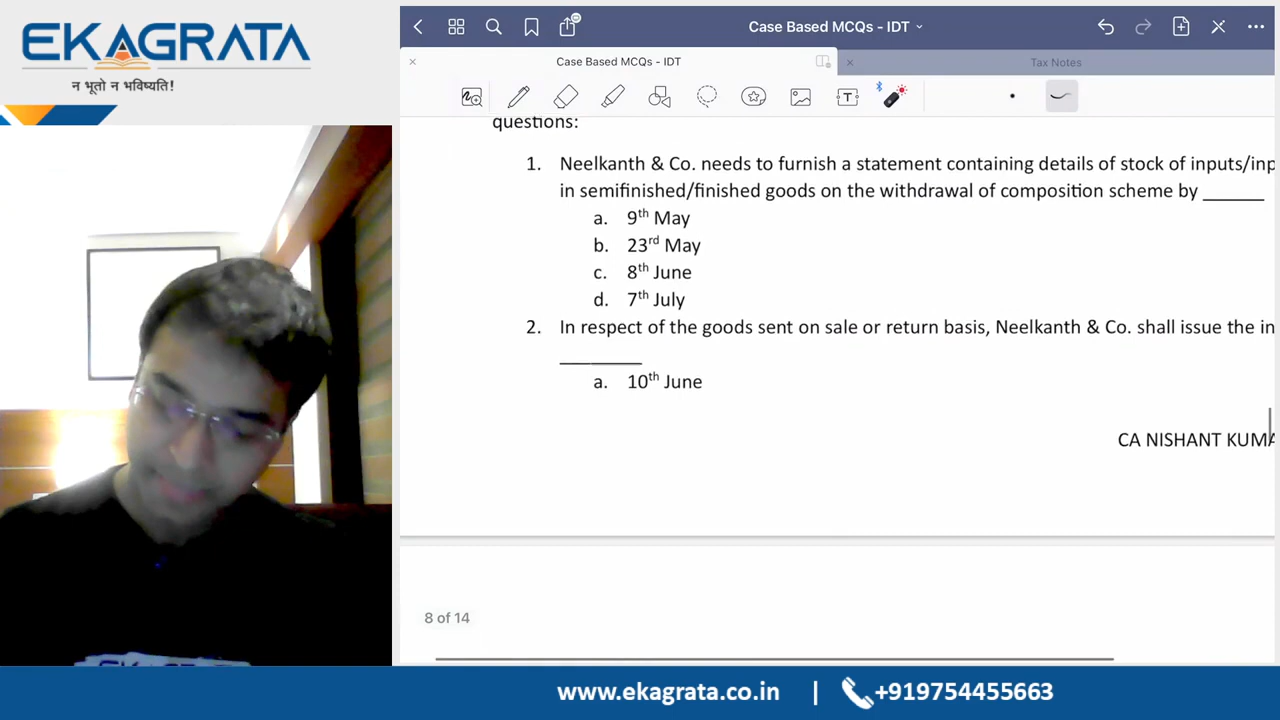 EKAGRATA
न भूतो न भविष्यति!
Case Based MCQs - IDT
Case Based MCQs - IDT
Tax Notes
questions:
1. Neelkanth & Co. needs to furnish a statement containing details of stock of inputs/inp
in semifinished/finished goods on the withdrawal of composition scheme by ______
a. 9th May
b. 23rd May
c. 8th June
d. 7th July
2. In respect of the goods sent on sale or return basis, Neelkanth & Co. shall issue the in
________
a. 10th June
CA NISHANT KUMA
8 of 14
www.ekagrata.co.in | +919754455663